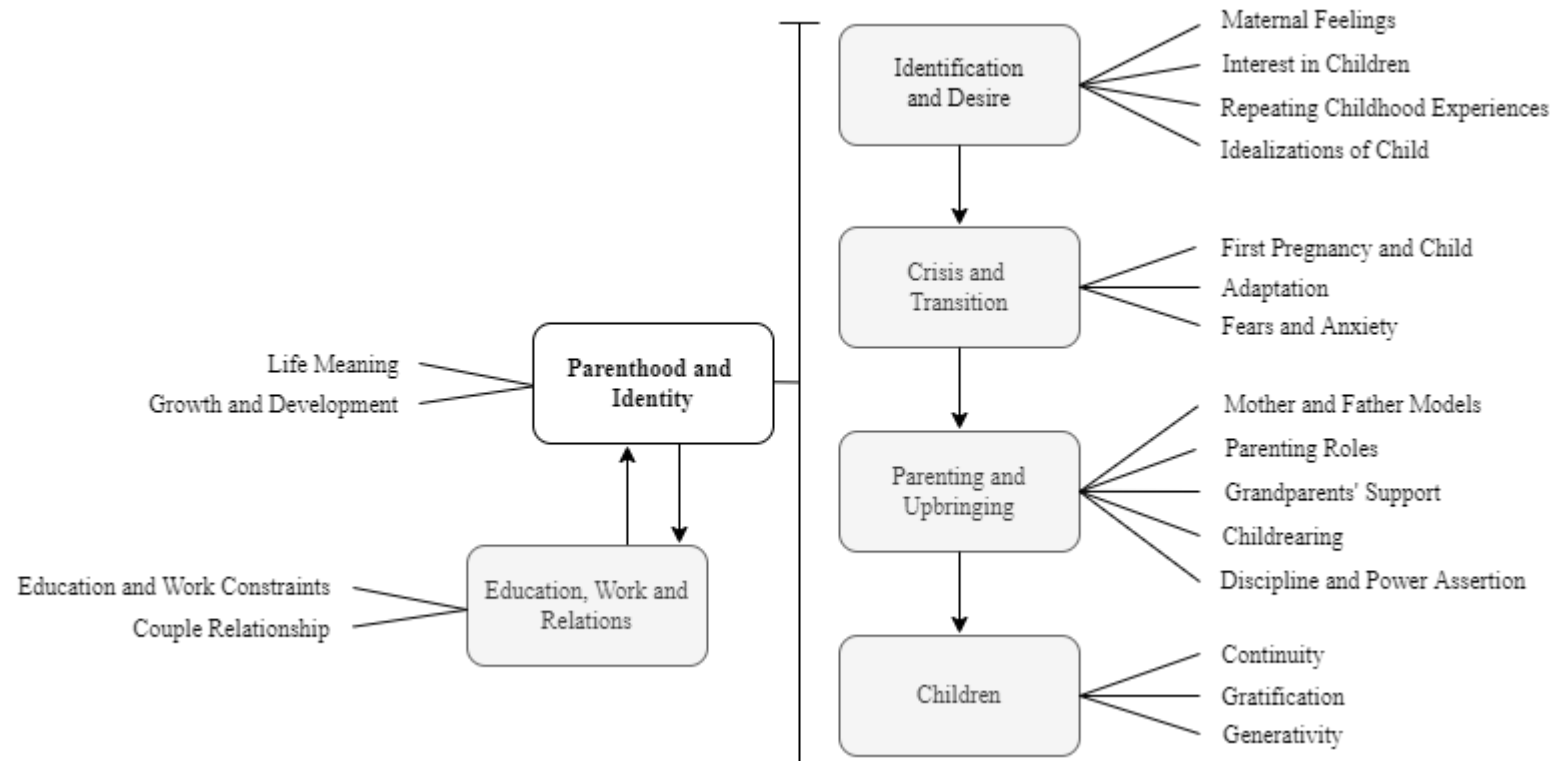 Life Meaning
Growth and Development
Parenthood and
Identity
Education and Work Constraints
Couple Relationship
Education, Work and
Relations
Identification
and Desire
Maternal Feelings
Interest in Children
Repeating Childhood Experiences
Idealizations of Child
Crisis and
Transition
First Pregnancy and Child
Adaptation
Fears and Anxiety
Parenting and
Upbringing
Mother and Father Models
Parenting Roles
Grandparents' Support
Childrearing
Discipline and Power Assertion
Children
Continuity
Gratification
Generativity